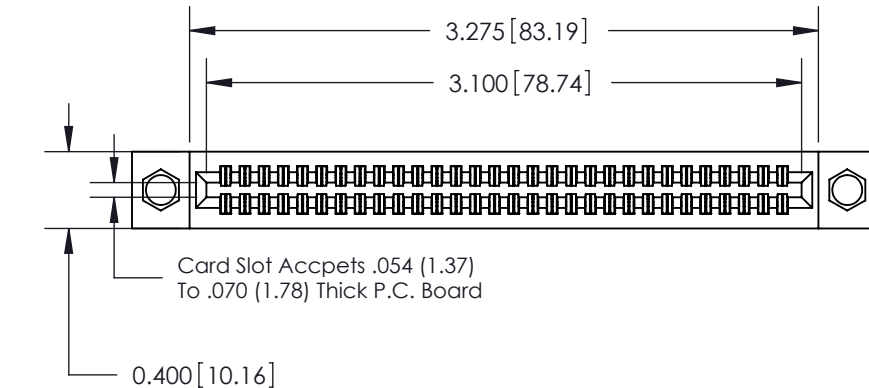 3.275[83.19]
3.100[78.74]
Card Slot Accpets .054 (1.37)
To .070 (1.78) Thick P.C. Board
0.400[10.16]